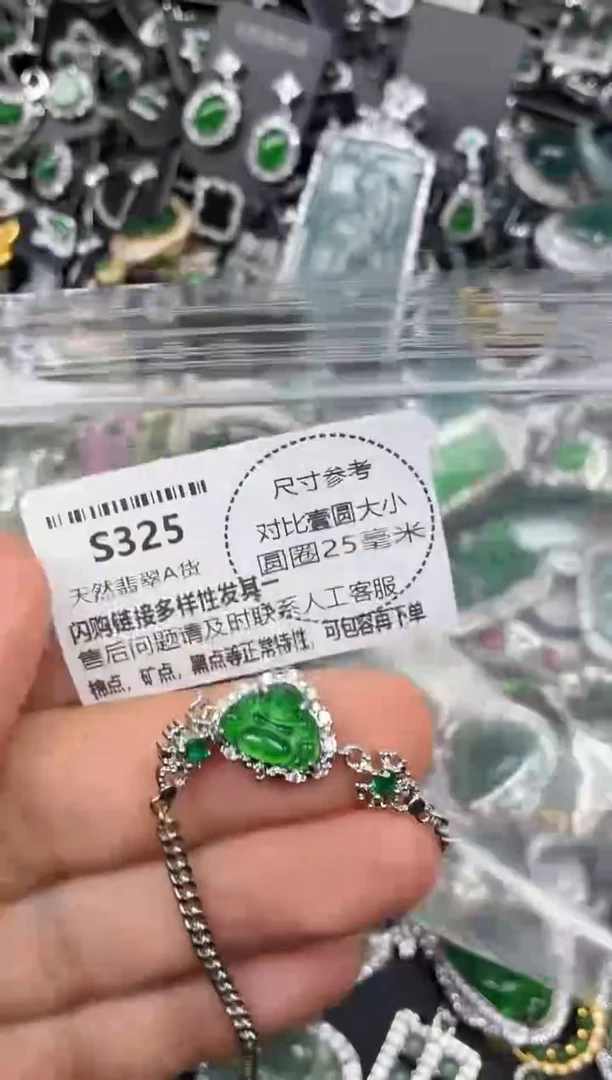 S325
天然翡翠A货
闪购链接多样性发其一
售后问题请及时联系人工客服
棉点，矿点，黑点等正常特性，可包容再下单
尺寸参考
对比壹圆大小
圆圈25毫米